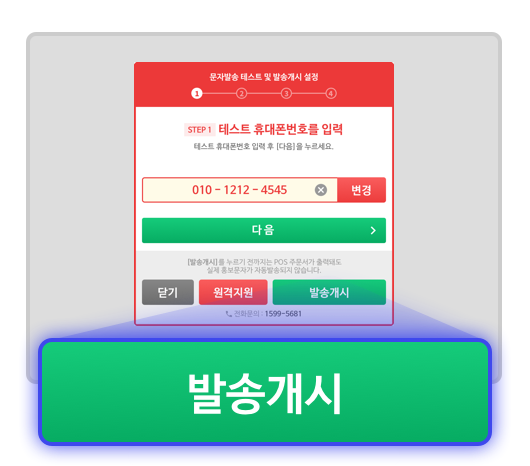 문자발송 테스트 및 발송개시 설정
1 2 3 4
STEP 1 테스트 휴대폰번호를 입력
테스트 휴대폰번호 입력 후 [다음]을 누르세요.
010 - 1212 - 4545 변경
다음
[발송개시]를 누르기 전까지는 POS 주문서가 출력돼도
실제 홍보문자가 자동발송되지 않습니다.
닫기 원격지원 발송개시
전화문의 : 1599-5681
발송개시